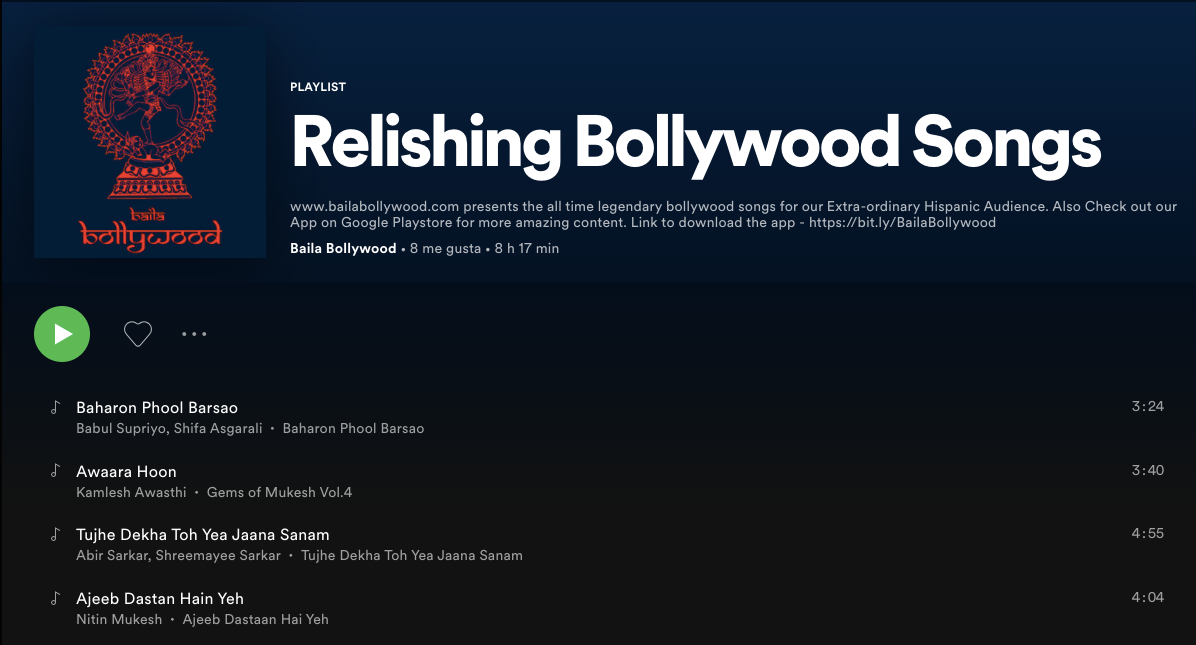 baila
bollywood
PLAYLIST
Relishing Bollywood Songs
www.bailabollywood.com presents the all time legendary bollywood songs for our Extra-ordinary Hispanic Audience. Also Check out our
App on Google Playstore for more amazing content. Link to download the app - https://bit.ly/BailaBollywood
Baila Bollywood • 8 me gusta • 8 h 17 min
Baharon Phool Barsao 3:24
Babul Supriyo, Shifa Asgarali • Baharon Phool Barsao
Awaara Hoon 3:40
Kamlesh Awasthi • Gems of Mukesh Vol.4
Tujhe Dekha Toh Yea Jaana Sanam 4:55
Abir Sarkar, Shreemayee Sarkar • Tujhe Dekha Toh Yea Jaana Sanam
Ajeeb Dastan Hain Yeh 4:04
Nitin Mukesh • Ajeeb Dastaan Hai Yeh